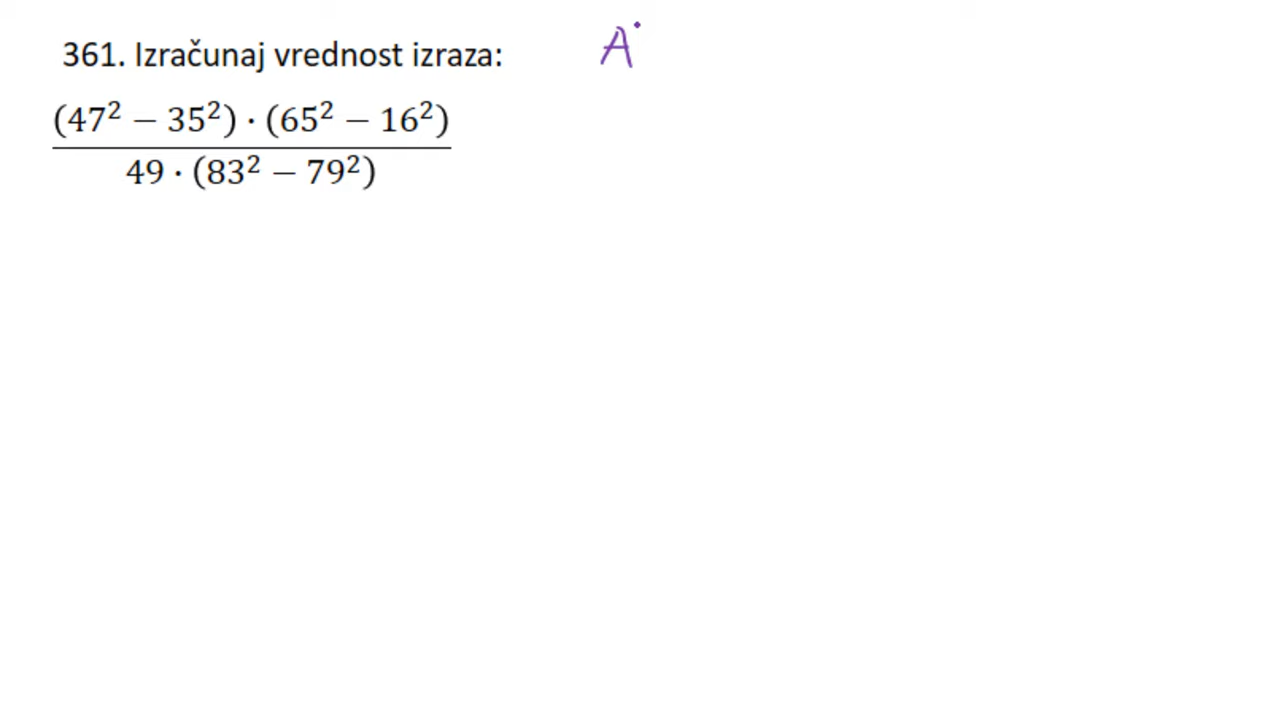 361. Izračunaj vrednost izraza: A
(47² − 35²) · (65² − 16²)
49 · (83² − 79²)